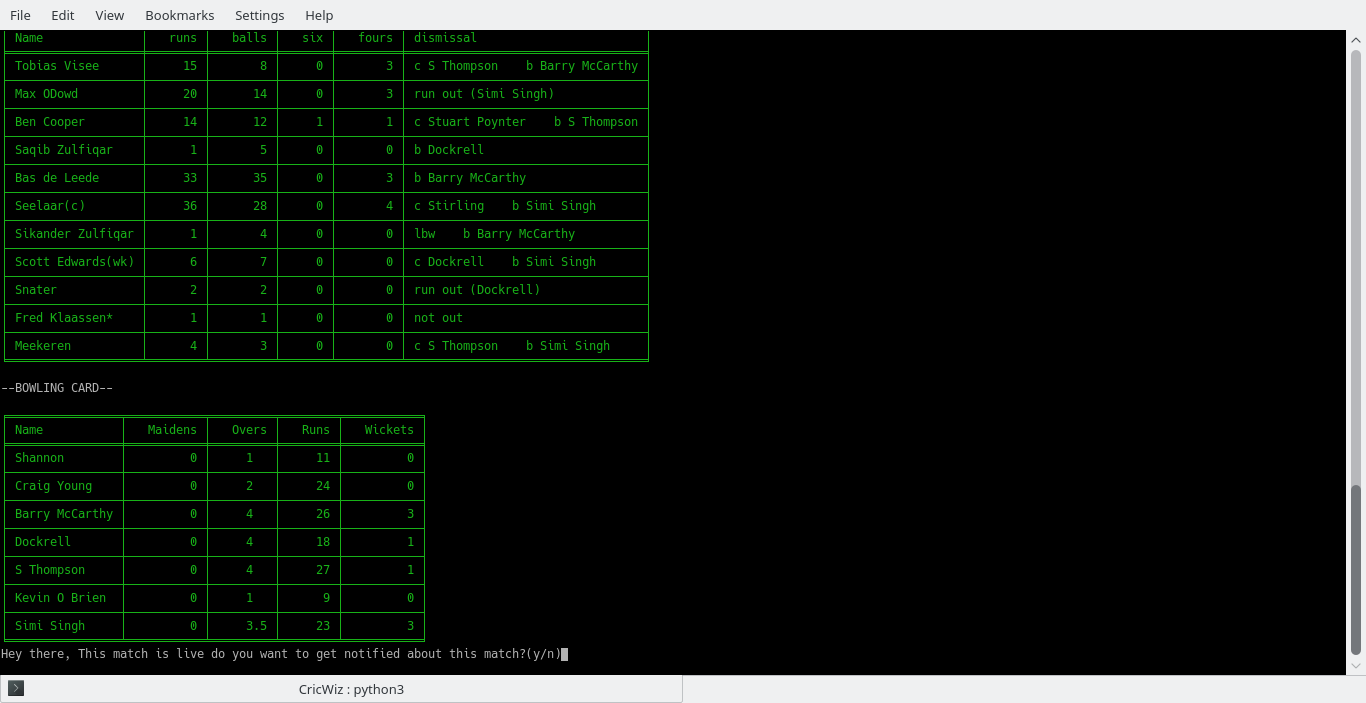 File Edit View Bookmarks Settings Help
Name runs balls six fours dismissal
Tobias Visee 15 8 0 3 c S Thompson b Barry McCarthy
Max ODowd 20 14 0 3 run out (Simi Singh)
Ben Cooper 14 12 1 1 c Stuart Poynter b S Thompson
Saqib Zulfiqar 1 5 0 0 b Dockrell
Bas de Leede 33 35 0 3 b Barry McCarthy
Seelaar(c) 36 28 0 4 c Stirling b Simi Singh
Sikander Zulfiqar 1 4 0 0 lbw b Barry McCarthy
Scott Edwards(wk) 6 7 0 0 c Dockrell b Simi Singh
Snater 2 2 0 0 run out (Dockrell)
Fred Klaassen* 1 1 0 0 not out
Meekeren 4 3 0 0 c S Thompson b Simi Singh
--BOWLING CARD--
Name Maidens Overs Runs Wickets
Shannon 0 1 11 0
Craig Young 0 2 24 0
Barry McCarthy 0 4 26 3
Dockrell 0 4 18 1
S Thompson 0 4 27 1
Kevin O Brien 0 1 9 0
Simi Singh 0 3.5 23 3
Hey there, This match is live do you want to get notified about this match?(y/n)
CricWiz : python3